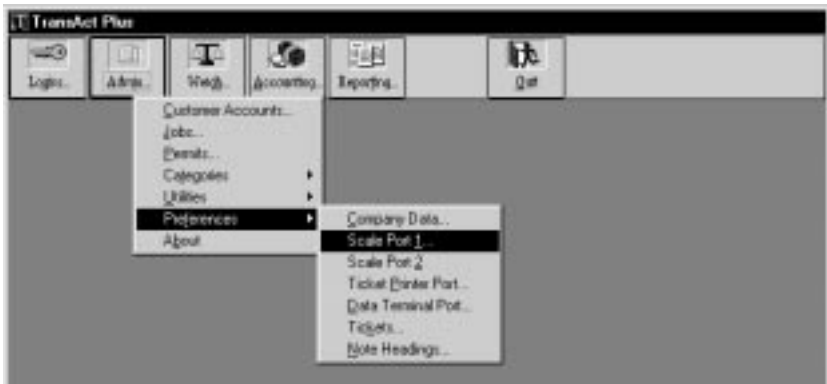 TransAct Plus
Logins... Admin... Weigh... Accounting... Reporting... Quit
Customer Accounts...
Jobs...
Permits...
Categories
Utilities
Preferences
About
Company Data...
Scale Port 1...
Scale Port 2
Ticket Printer Port...
Data Terminal Port...
Tickets...
Note Headings...